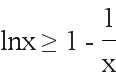 lnx ≥ 1 - 1/x